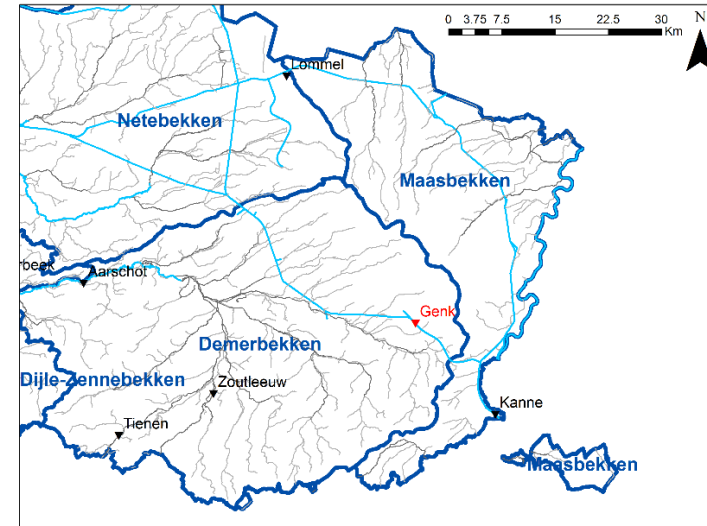 0 3.75 7.5 15 22.5 30
Km
N
Lommel
Netebekken
Maasbekken
rbeek
Aarschot
Genk
Demerbekken
Dijle-Zennebekken
Zoutleeuw
Kanne
Tienen
Maasbekken